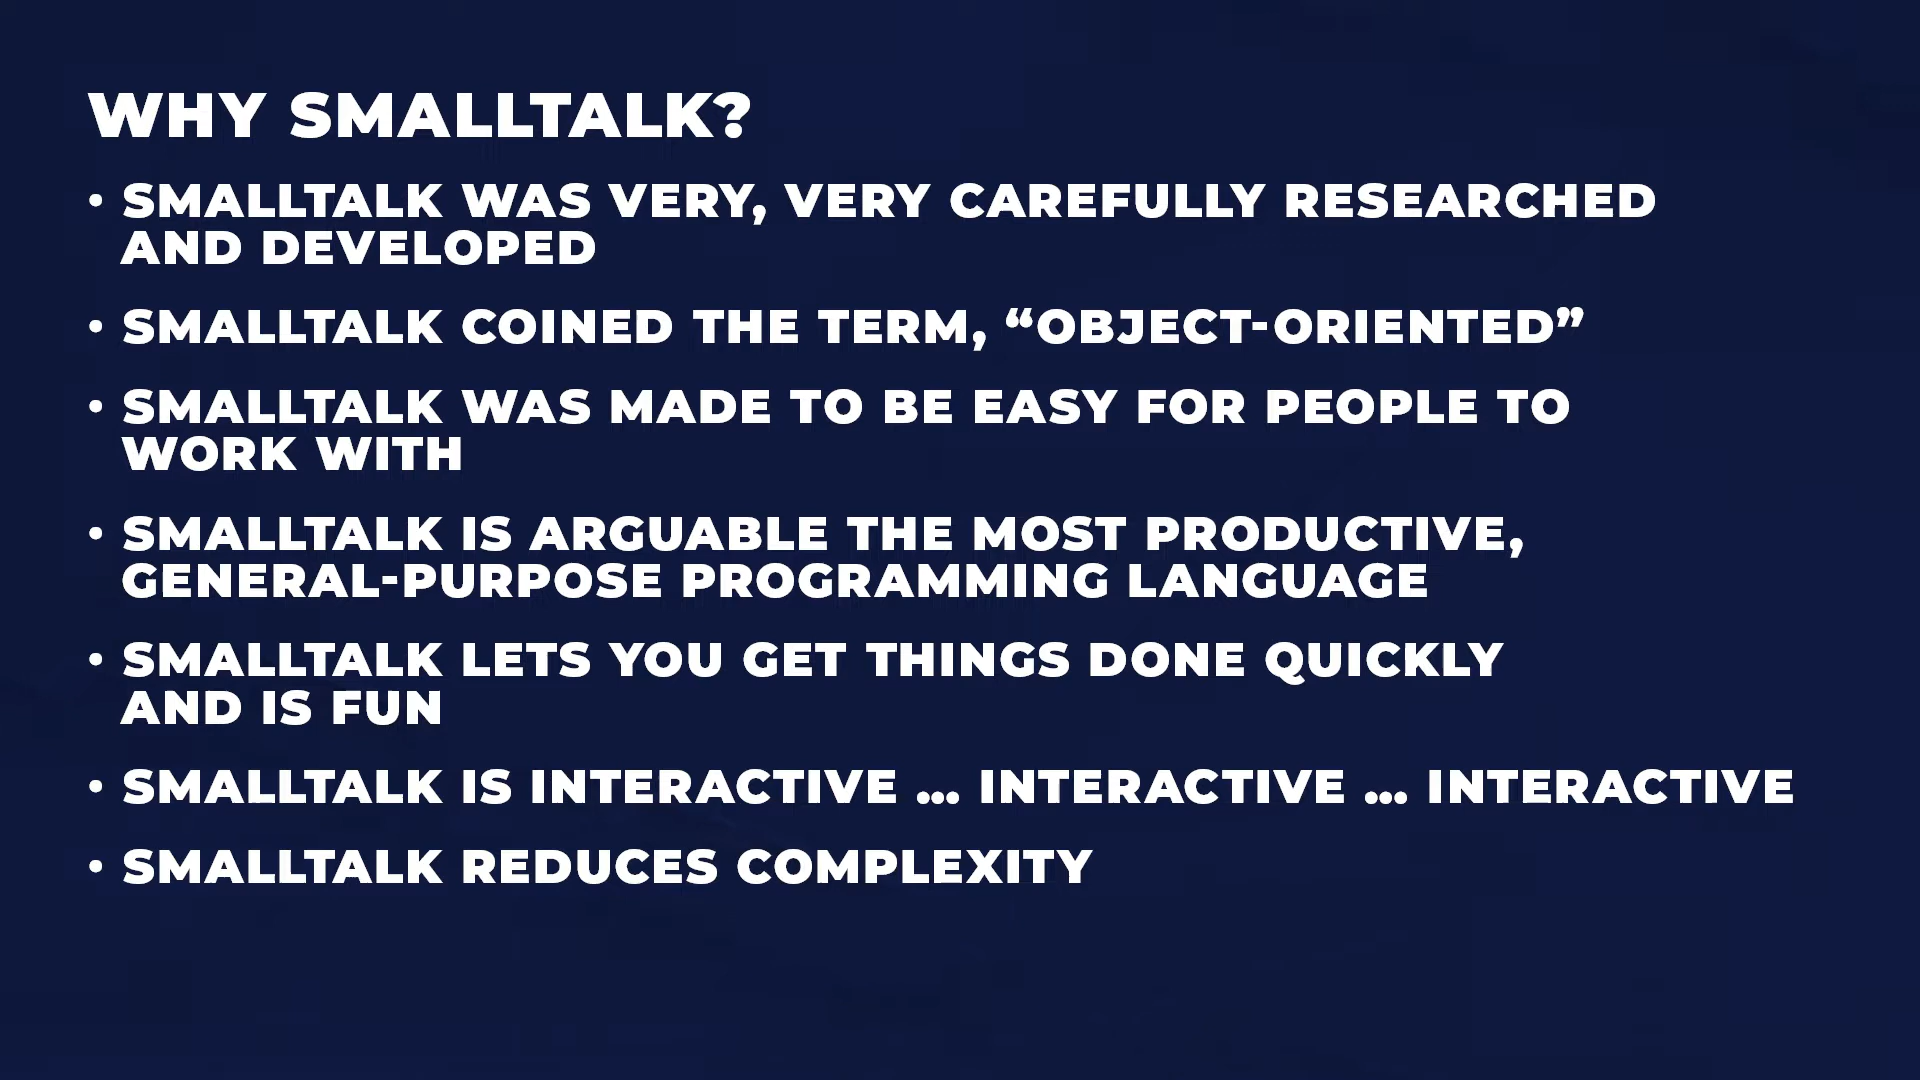 WHY SMALLTALK?
• SMALLTALK WAS VERY, VERY CAREFULLY RESEARCHED
AND DEVELOPED
• SMALLTALK COINED THE TERM, “OBJECT-ORIENTED”
• SMALLTALK WAS MADE TO BE EASY FOR PEOPLE TO
WORK WITH
• SMALLTALK IS ARGUABLE THE MOST PRODUCTIVE,
GENERAL-PURPOSE PROGRAMMING LANGUAGE
• SMALLTALK LETS YOU GET THINGS DONE QUICKLY
AND IS FUN
• SMALLTALK IS INTERACTIVE ... INTERACTIVE ... INTERACTIVE
• SMALLTALK REDUCES COMPLEXITY